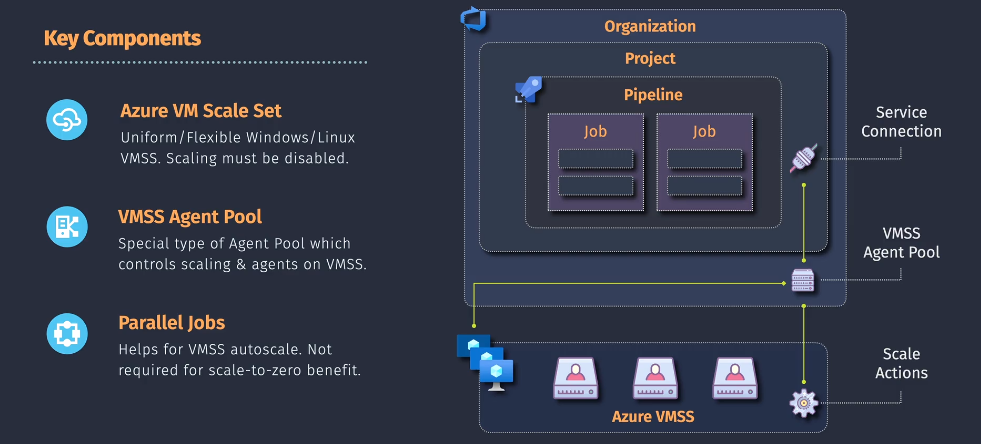 Key Components
Azure VM Scale Set
Uniform/Flexible Windows/Linux
VMSS. Scaling must be disabled.
VMSS Agent Pool
Special type of Agent Pool which
controls scaling & agents on VMSS.
Parallel Jobs
Helps for VMSS autoscale. Not
required for scale-to-zero benefit.
Organization
Project
Pipeline
Job
Job
Service
Connection
VMSS
Agent Pool
Scale
Actions
Azure VMSS